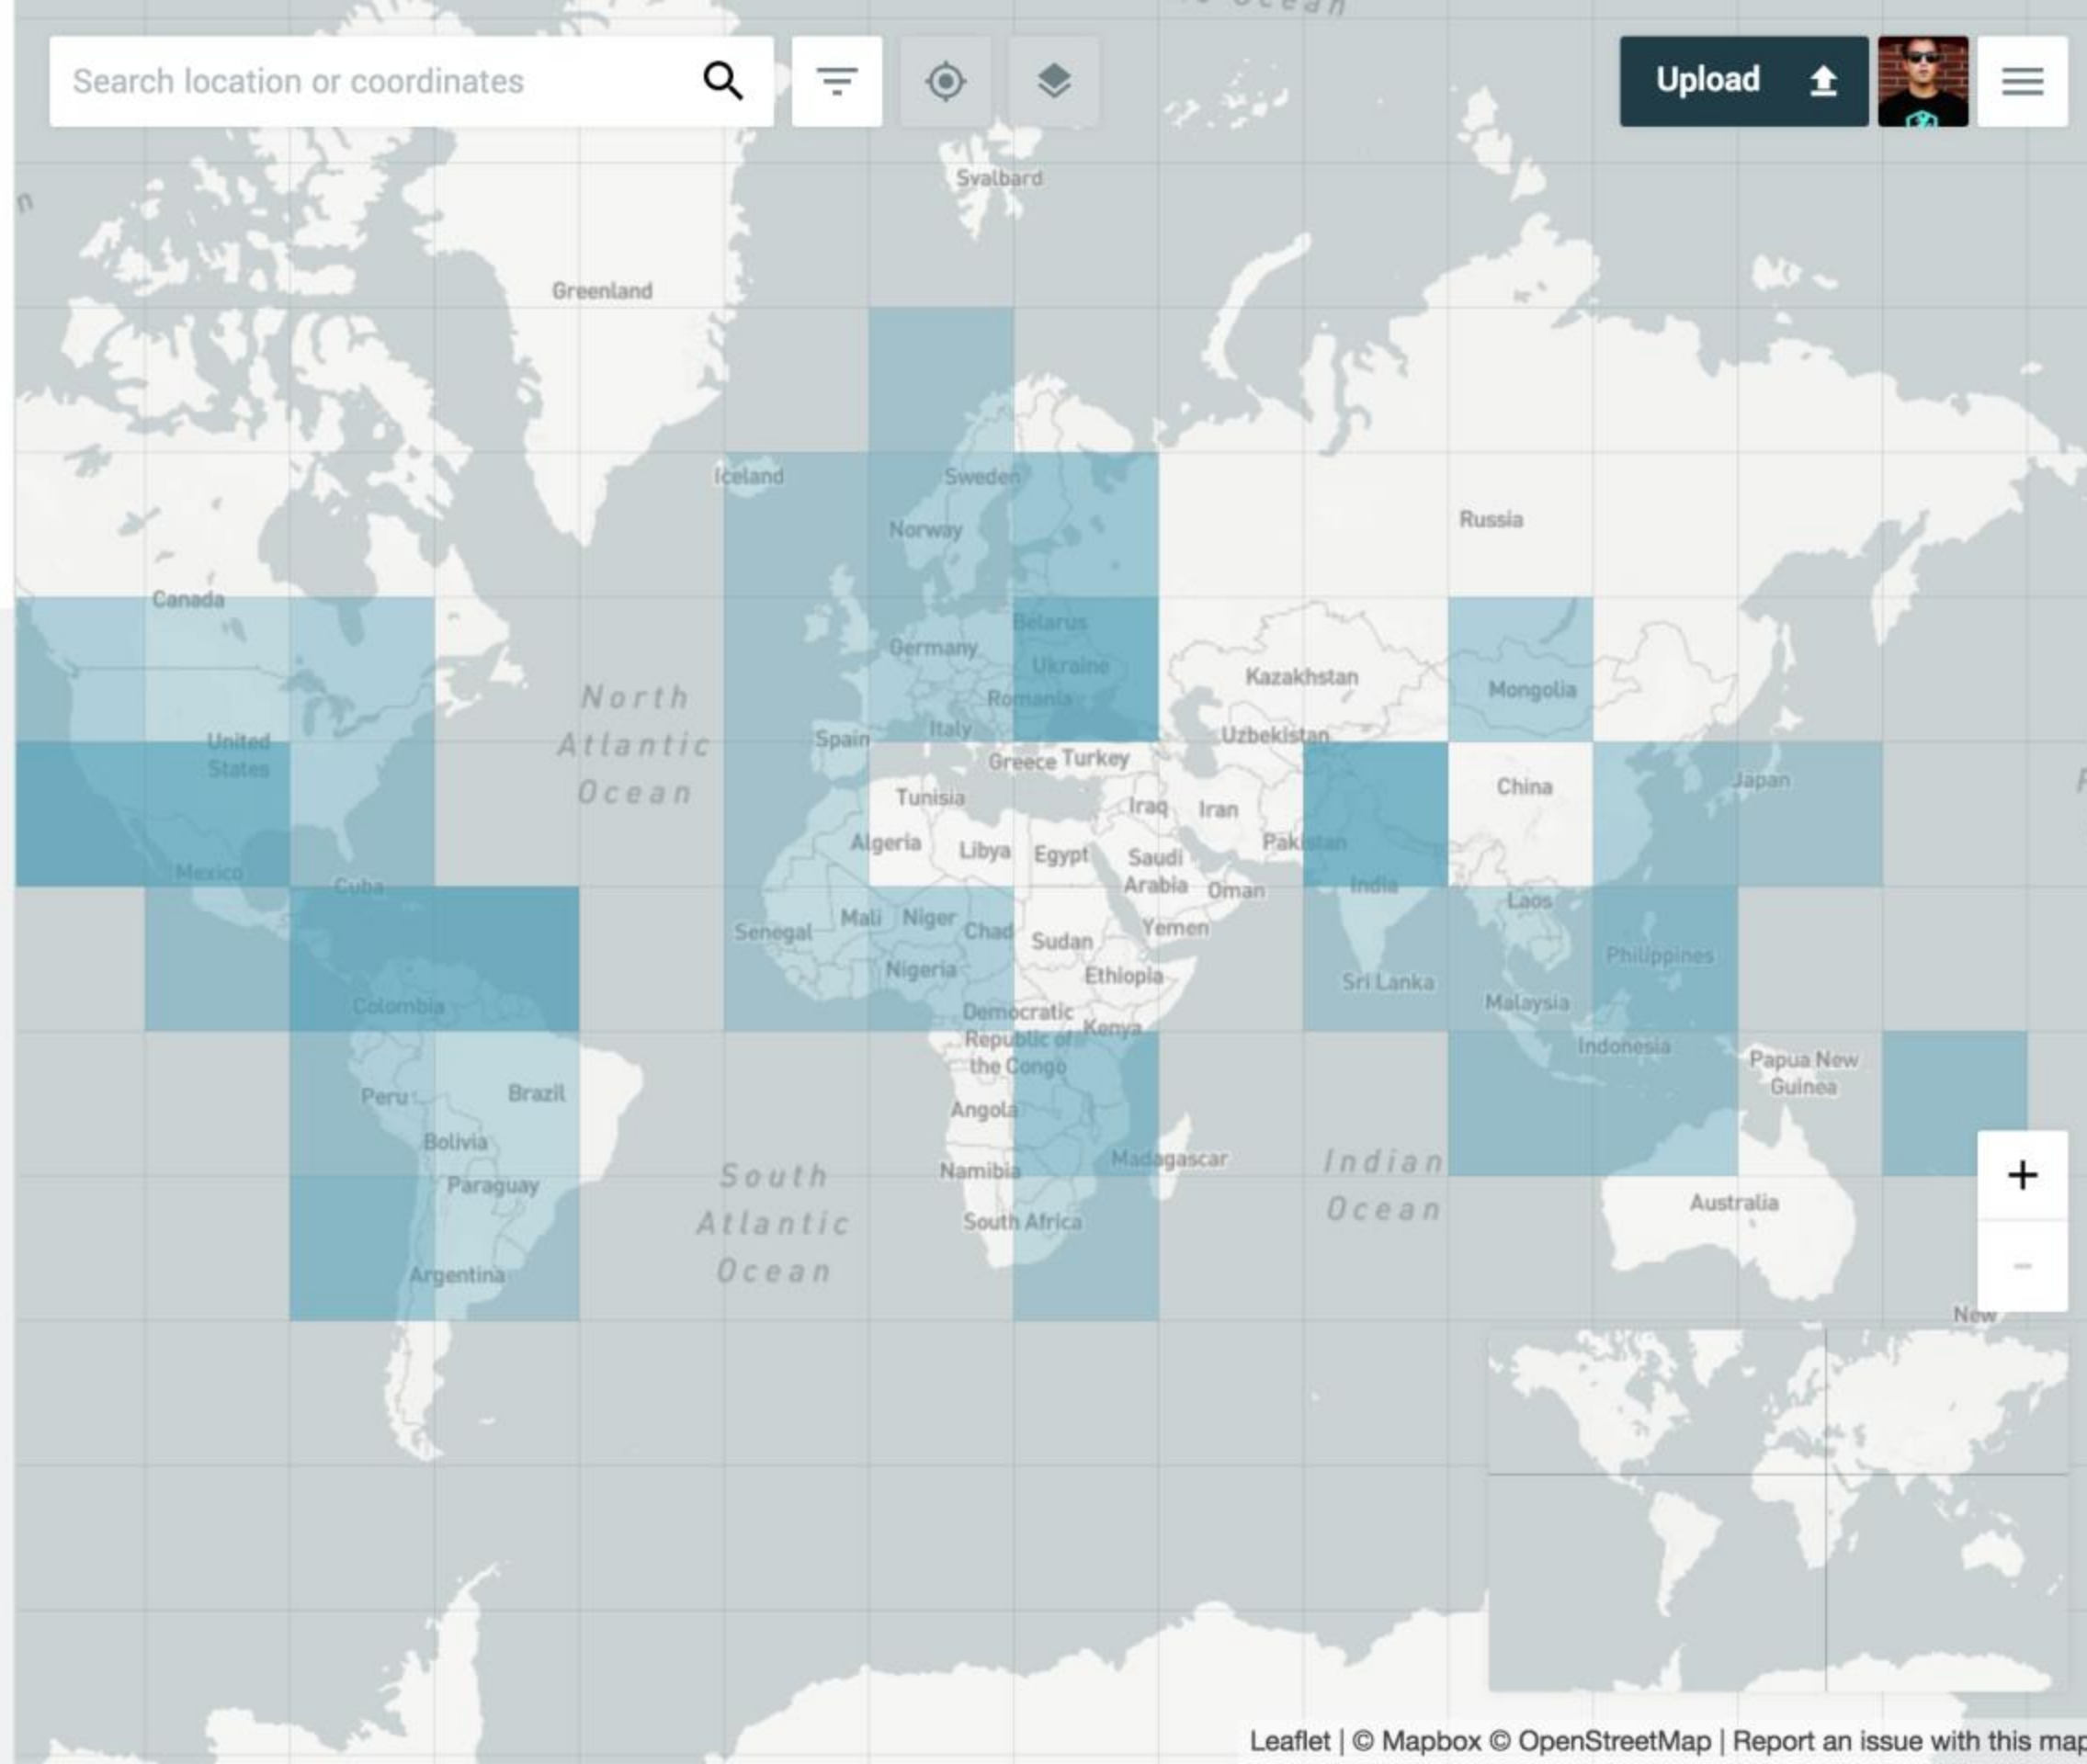 Ocean
Search location or coordinates
Upload
Svalbard
n
Greenland
Iceland
Sweden
Norway
Russia
Canada
Belarus
Germany
Ukraine
Kazakhstan
Mongolia
Romania
North
Atlantic
Ocean
Italy
Spain
United
States
Uzbekistan
Greece
Turkey
China
Japan
Tunisia
Iraq
Iran
Algeria
Libya
Egypt
Pakistan
Saudi
Arabia
Mexico
Cuba
Oman
India
Laos
Mali
Niger
Chad
Senegal
Sudan
Yemen
Philippines
Nigeria
Ethiopia
Sri Lanka
Malaysia
Colombia
Democratic
Republic of
the Congo
Kenya
Indonesia
Papua New
Guinea
Peru
Brazil
Angola
Bolivia
Madagascar
Indian
Ocean
Namibia
Paraguay
South
Atlantic
Ocean
Australia
South Africa
Argentina
New
Leaflet | © Mapbox © OpenStreetMap | Report an issue with this map